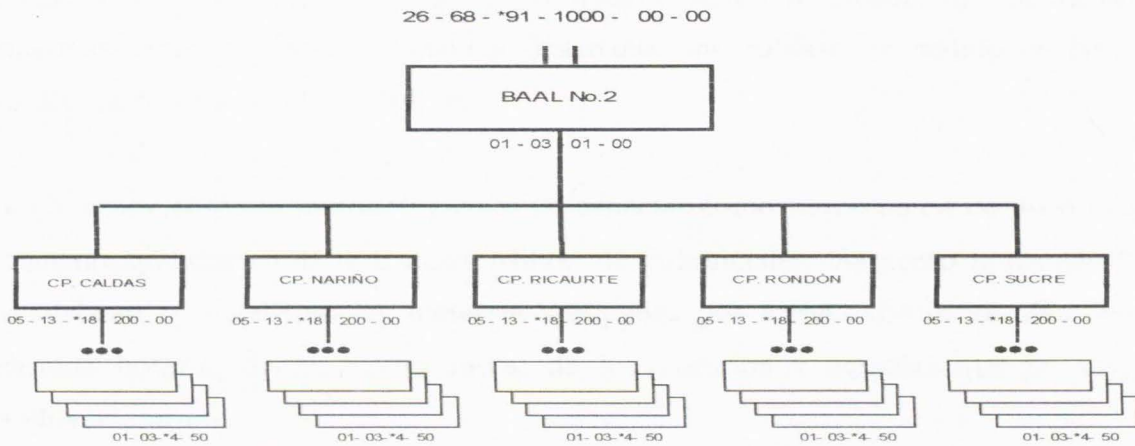 26 - 68 - *91 - 1000 - 00 - 00
BAAL No.2
01 - 03 - 01 - 00
CP. CALDAS
CP. NARIÑO
CP. RICAURTE
CP. RONDÓN
CP. SUCRE
05 - 13 - *18 - 200 - 00
05 - 13 - *18 - 200 - 00
05 - 13 - *18 - 200 - 00
05 - 13 - *18 - 200 - 00
05 - 13 - *18 - 200 - 00
01- 03-*4- 50
01- 03-*4- 50
01- 03-*4- 50
01- 03-*4- 50
01- 03-*4- 50